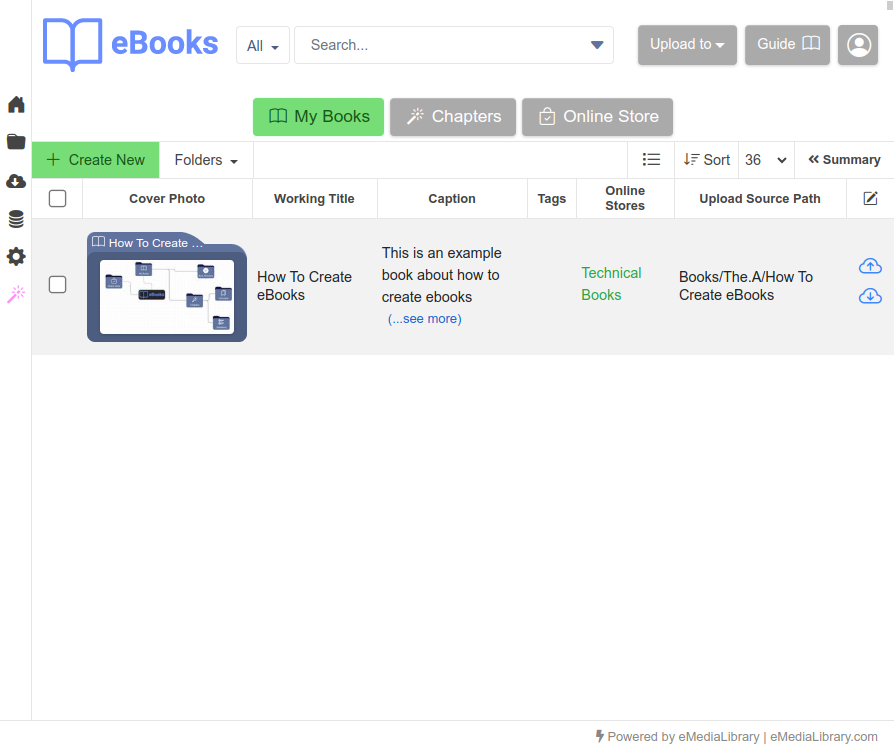 eBooks
All
Search...
Upload to
Guide
My Books
Chapters
Online Store
Create New
Folders
Sort
36
Summary
Cover Photo
Working Title
Caption
Tags
Online
Stores
Upload Source Path
How To Create ...
How To Create
eBooks
This is an example
book about how to
create ebooks
(...see more)
Technical
Books
Books/The.A/How To
Create eBooks
Powered by eMediaLibrary | eMediaLibrary.com